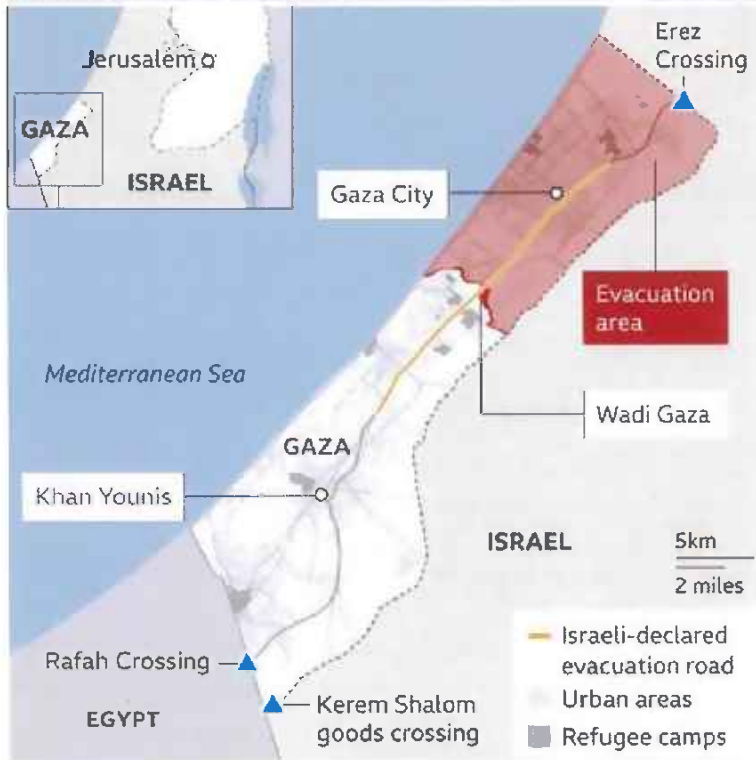 Jerusalem
GAZA
ISRAEL
Erez
Crossing
Gaza City
Evacuation
area
Mediterranean Sea
Wadi Gaza
GAZA
Khan Younis
ISRAEL
5km
2 miles
Rafah Crossing
EGYPT
Kerem Shalom
goods crossing
Israeli-declared
evacuation road
Urban areas
Refugee camps